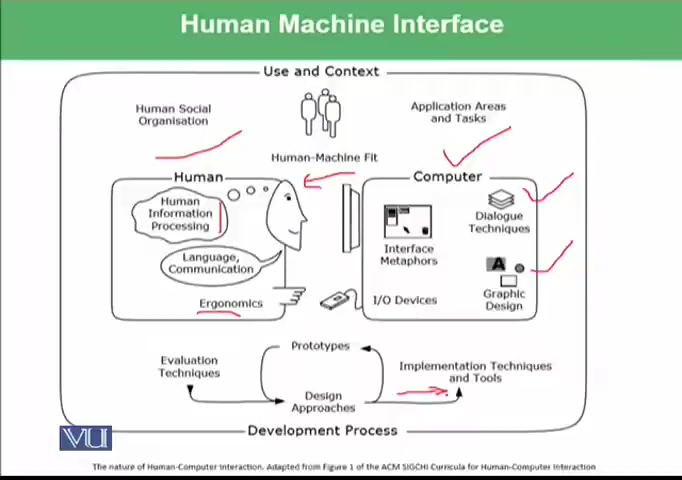 Human Machine Interface
Use and Context
Human Social
Organisation
Application Areas
and Tasks
Human-Machine Fit
Human
Human
Information
Processing
Language,
Communication
Ergonomics
Computer
Dialogue
Techniques
Interface
Metaphors
A
I/O Devices
Graphic
Design
Evaluation
Techniques
Prototypes
Design
Approaches
Implementation Techniques
and Tools
Development Process
VU
The nature of Human-Computer Interaction. Adapted from Figure 1 of the ACM SIGCHI Curricula for Human-Computer Interaction